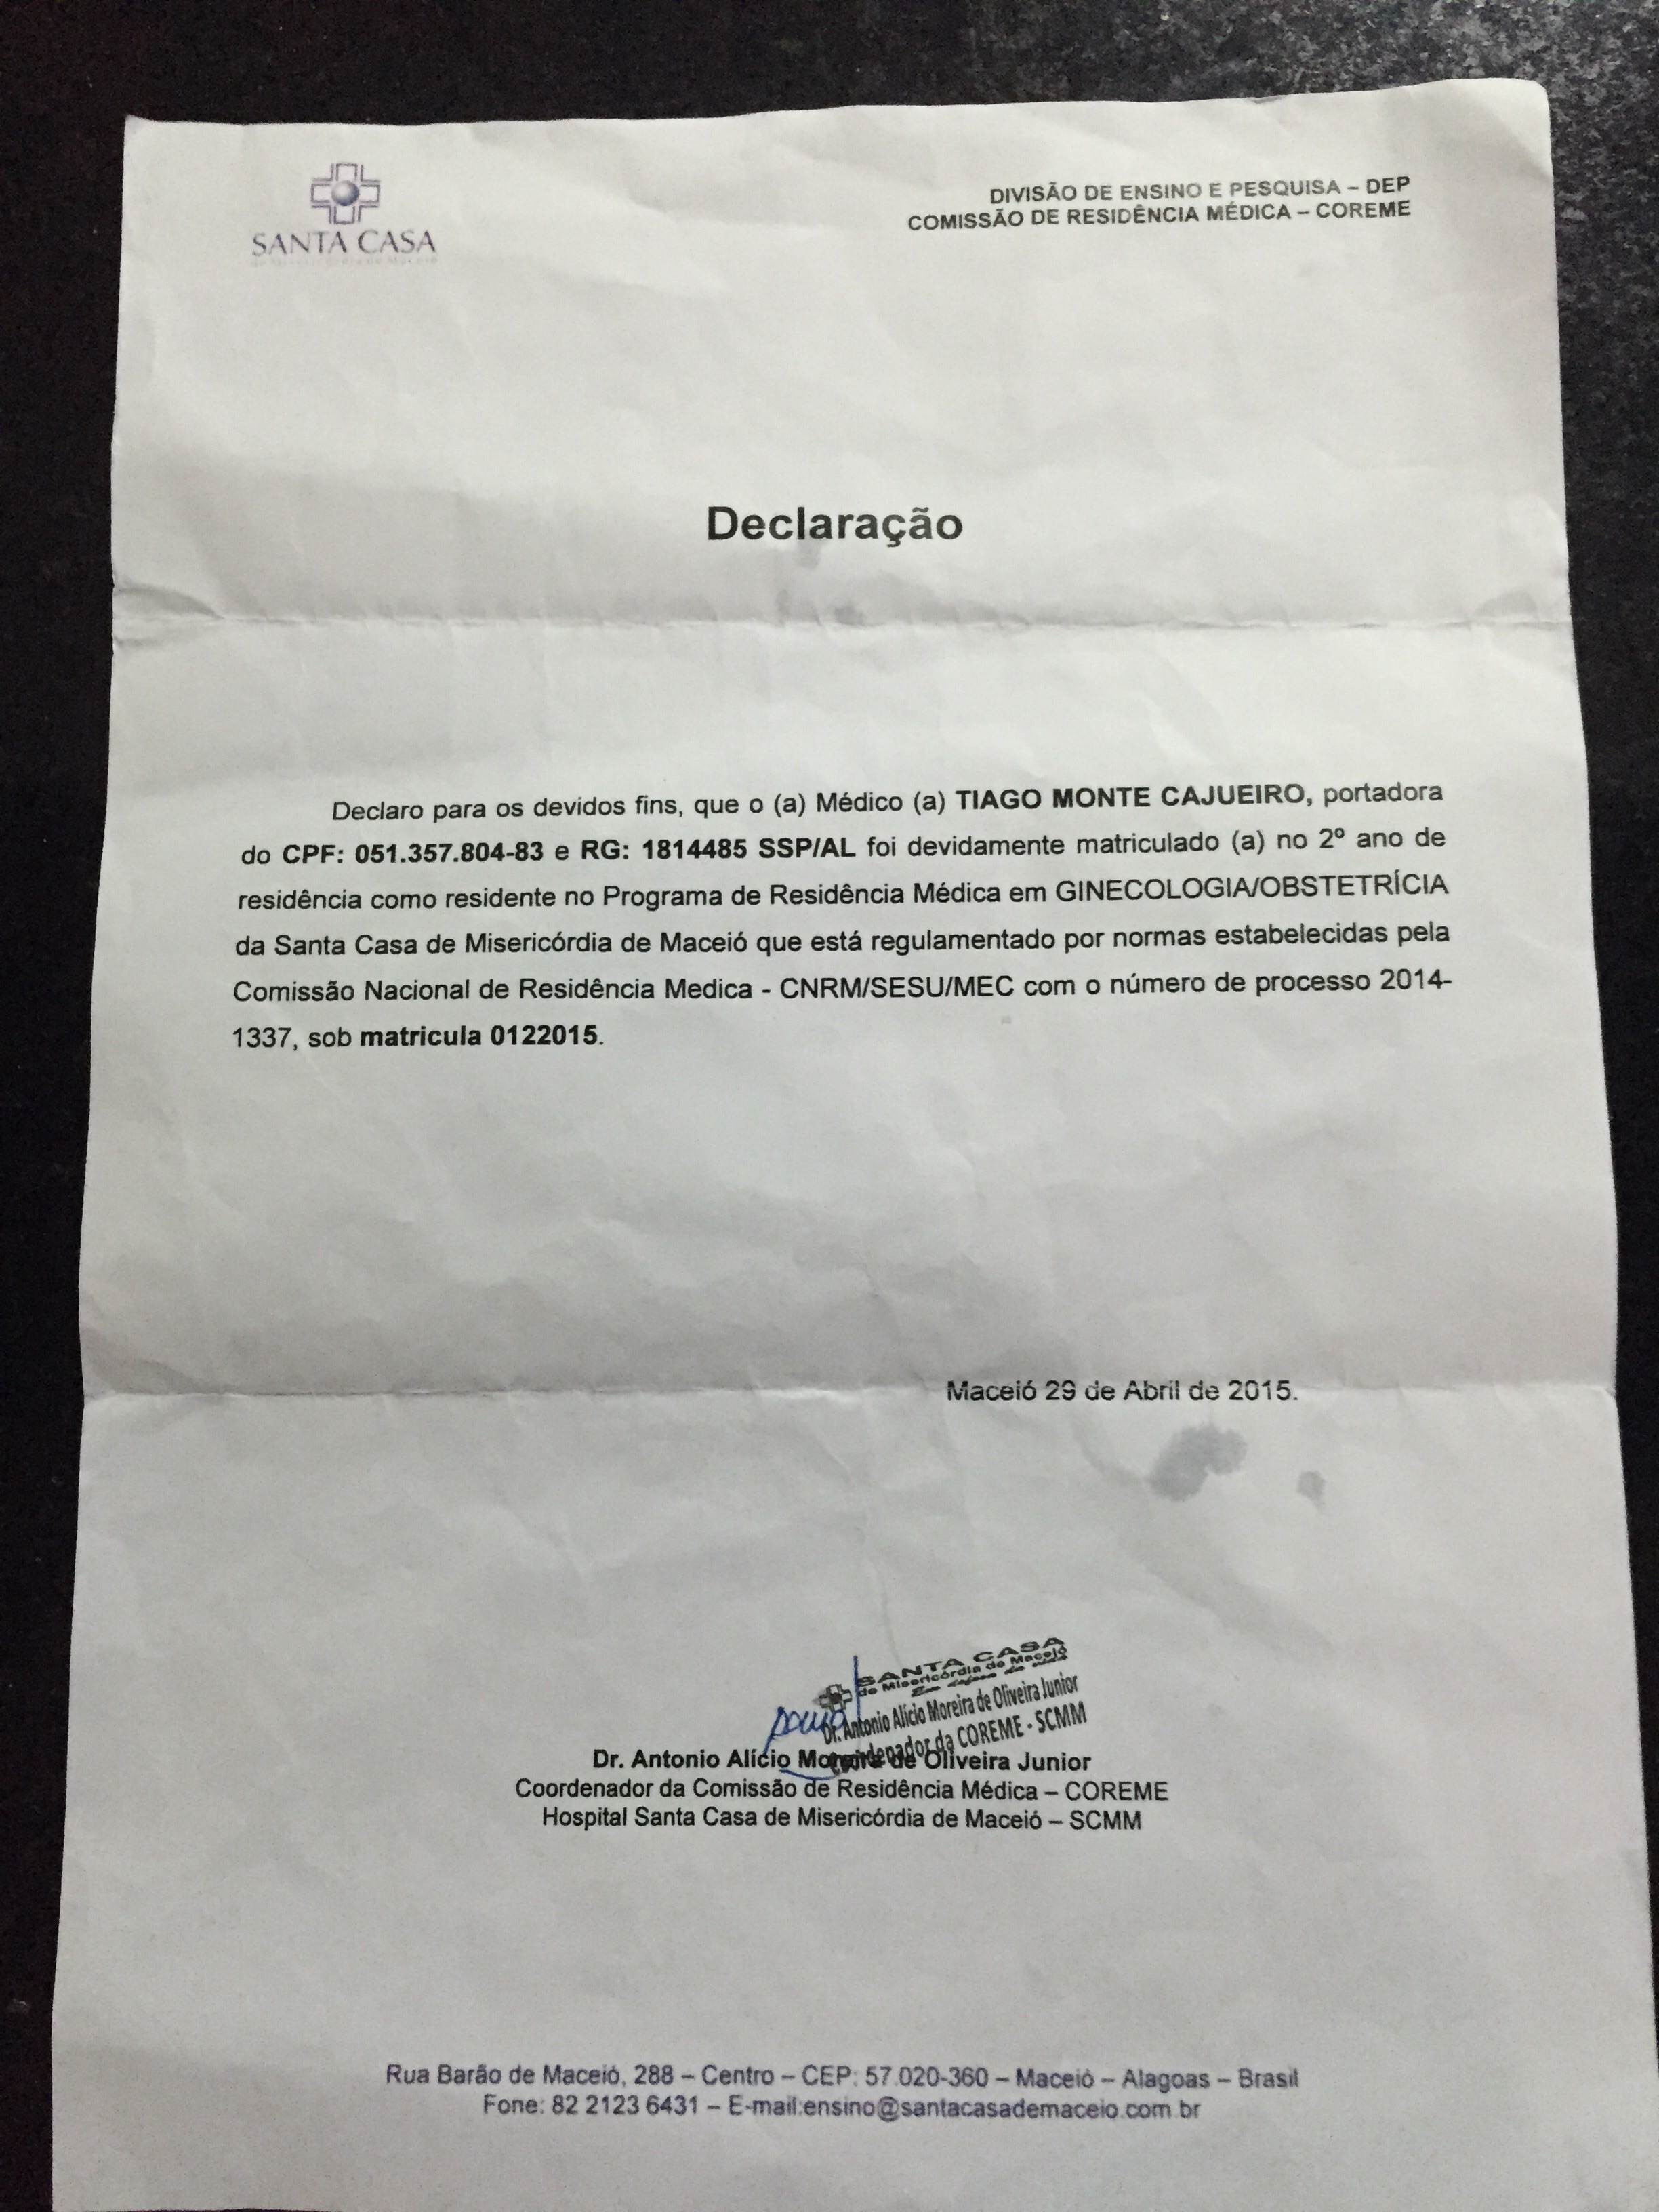 SANTA CASA
de Misericórdia de Maceió
DIVISÃO DE ENSINO E PESQUISA – DEP
COMISSÃO DE RESIDÊNCIA MÉDICA – COREME
Declaração
Declaro para os devidos fins, que o (a) Médico (a) TIAGO MONTE CAJUEIRO, portadora
do CPF: 051.357.804-83 e RG: 1814485 SSP/AL foi devidamente matriculado (a) no 2º ano de
residência como residente no Programa de Residência Médica em GINECOLOGIA/OBSTETRÍCIA
da Santa Casa de Misericórdia de Maceió que está regulamentado por normas estabelecidas pela
Comissão Nacional de Residência Medica - CNRM/SESU/MEC com o número de processo 2014-
1337, sob matricula 0122015.
Maceió 29 de Abril de 2015.
SANTA CASA
de Misericórdia de Maceió
Dr. Antonio Alício Moreira de Oliveira Junior
Coordenador da COREME - SCMM
Dr. Antonio Alício Moreira de Oliveira Junior
Coordenador da Comissão de Residência Médica – COREME
Hospital Santa Casa de Misericórdia de Maceió – SCMM
Rua Barão de Maceió, 288 – Centro – CEP: 57.020-360 – Maceió – Alagoas – Brasil
Fone: 82 2123 6431 – E-mail:ensino@santacasademaceio.com.br